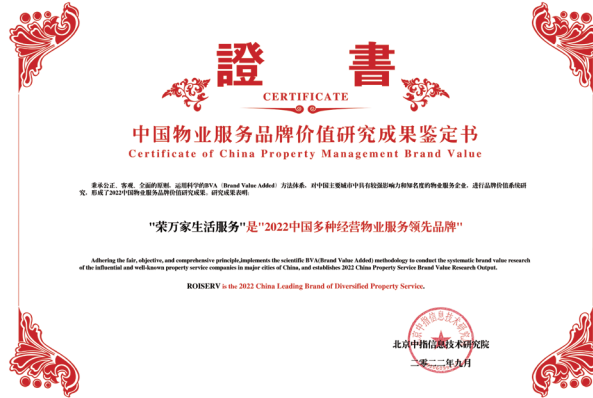 證書
CERTIFICATE
中国物业服务品牌价值研究成果鉴定书
Certificate of China Property Management Brand Value
秉承公正、客观、全面的原则，运用科学的BVA（Brand Value Added）方法体系，对中国主要城市中具有较强影响力和知名度的物业服务企业，进行品牌价值系统研
究，形成了2022中国物业服务品牌价值研究成果。研究成果表明：
"荣万家生活服务"是"2022中国多种经营物业服务领先品牌"
Adhering the fair, objective, and comprehensive principle,implements the scientific BVA(Brand Value Added) methodology to conduct the systematic brand value research
of the influential and well-known property service companies in major cities of China, and establishes 2022 China Property Service Brand Value Research Output.
ROISERV is the 2022 China Leading Brand of Diversified Property Service.
北京中指信息技术研究院
二〇二二年九月